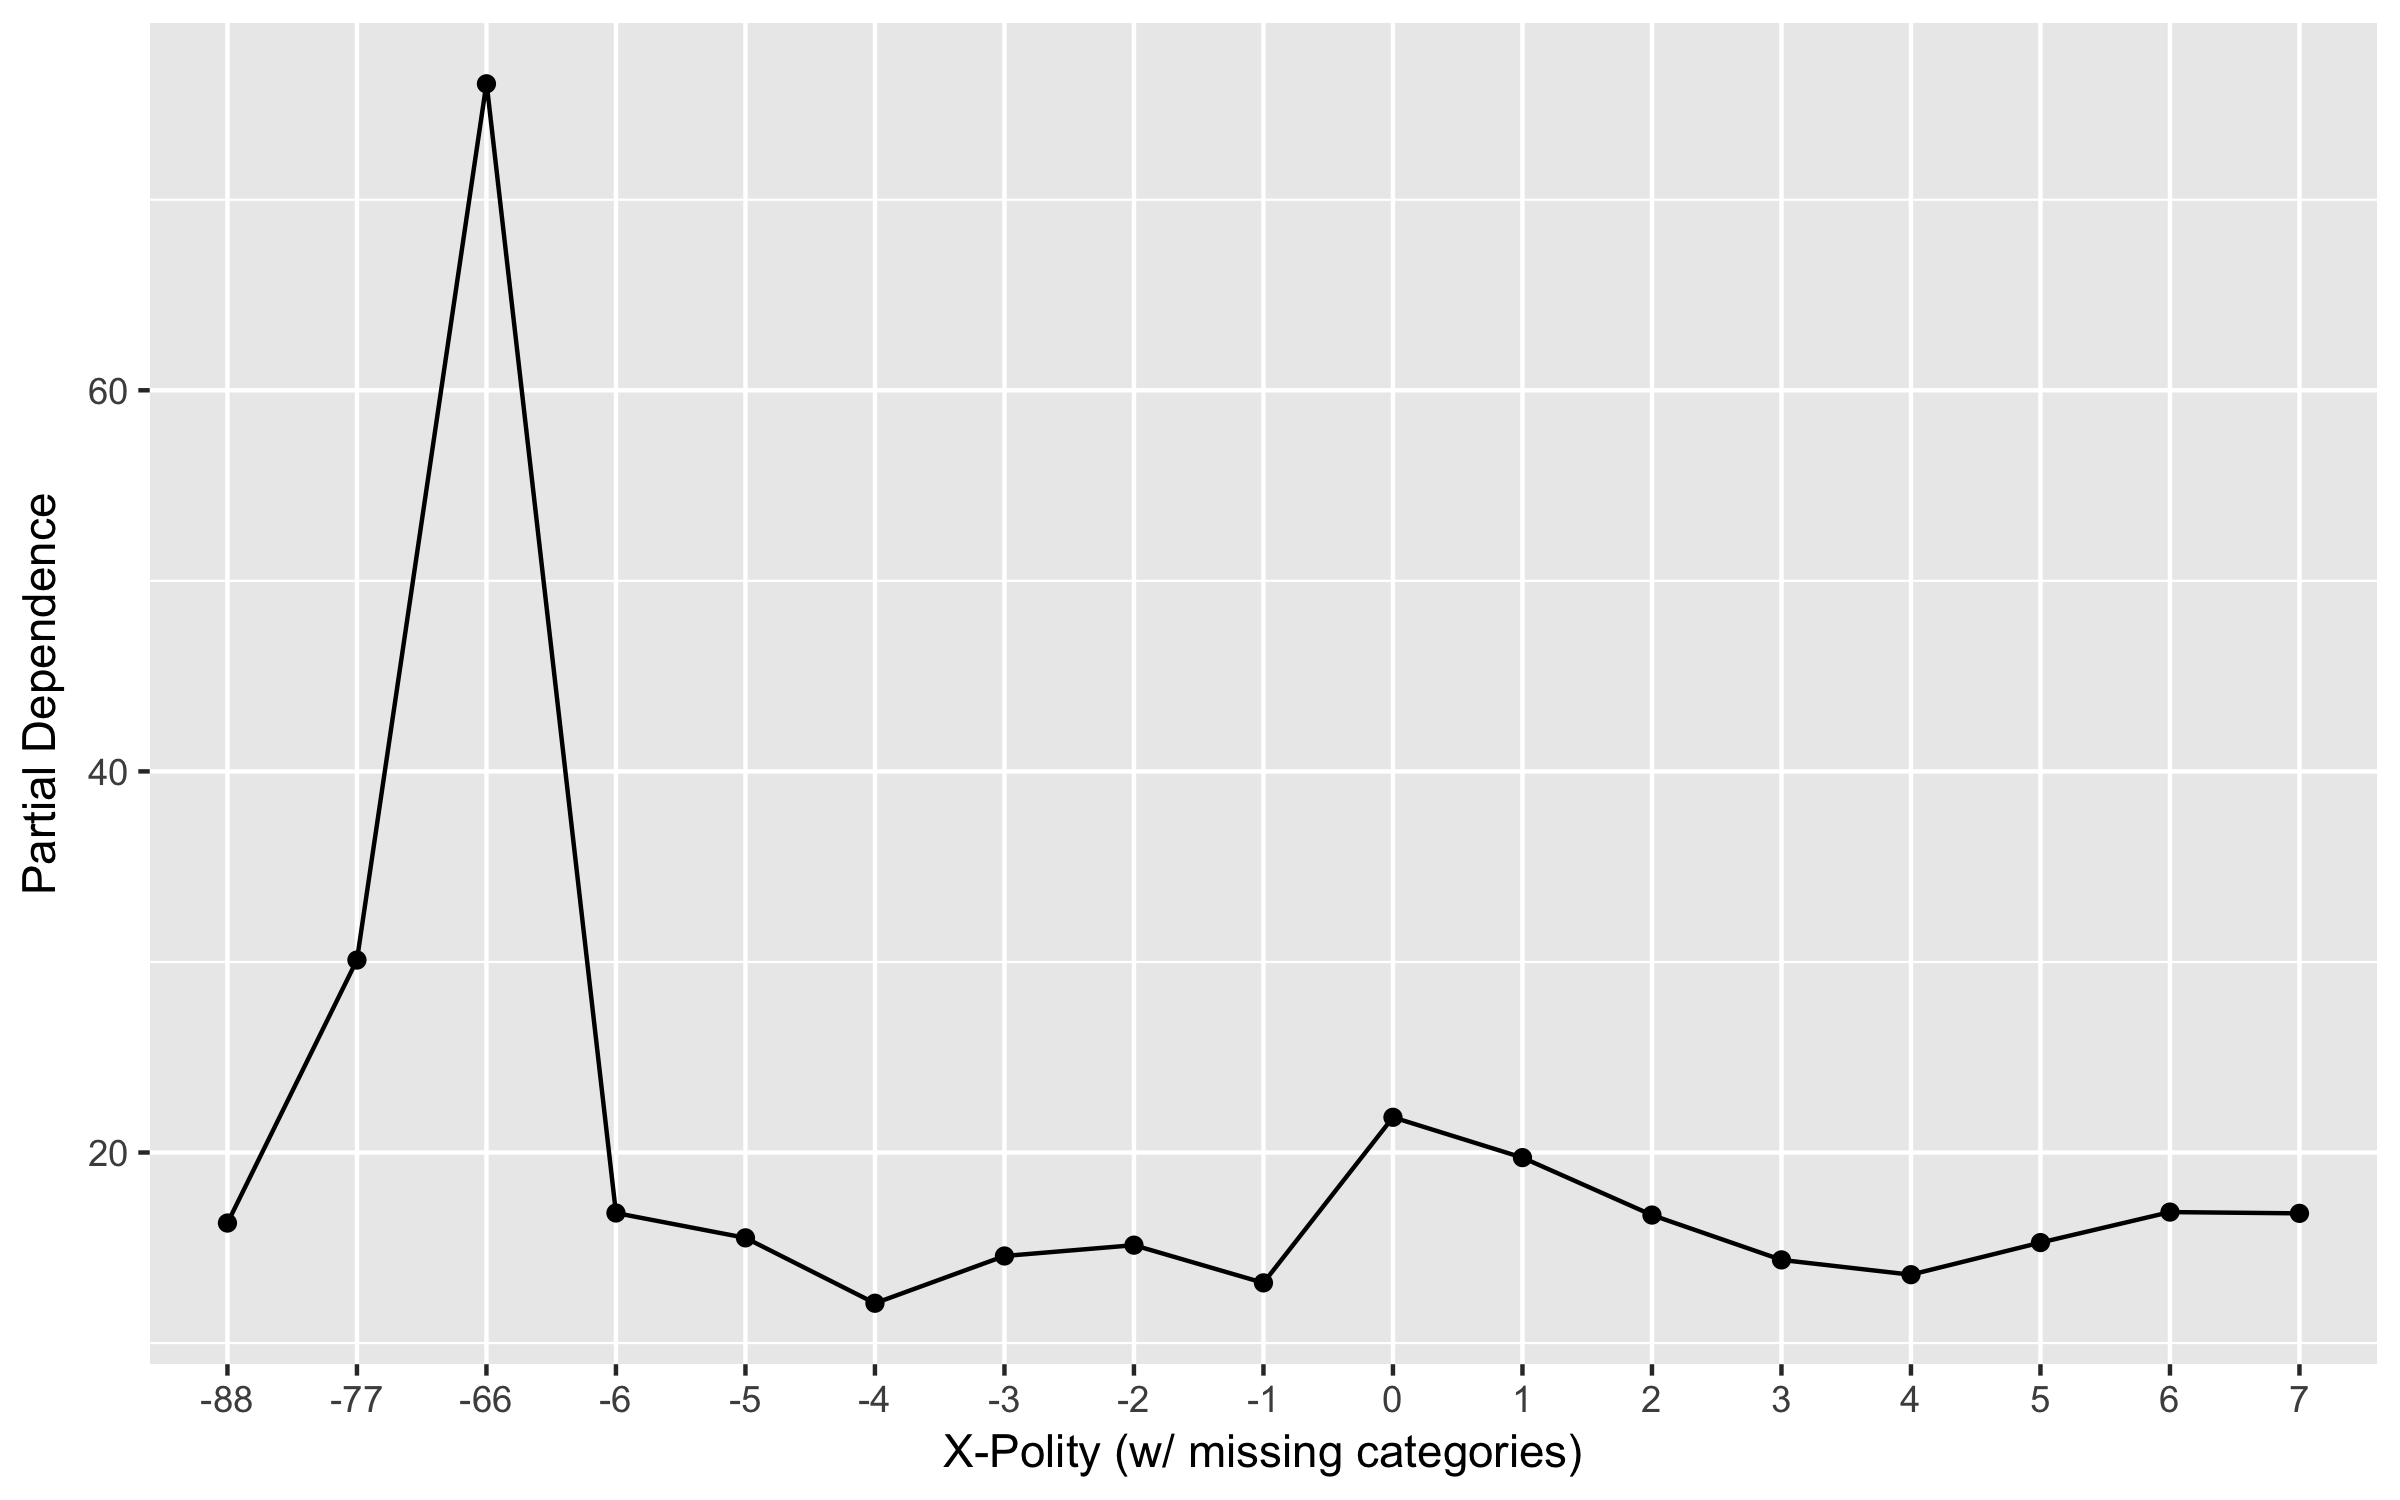 Partial Dependence
60
40
20
-88 -77 -66 -6 -5 -4 -3 -2 -1 0 1 2 3 4 5 6 7
X-Polity (w/ missing categories)